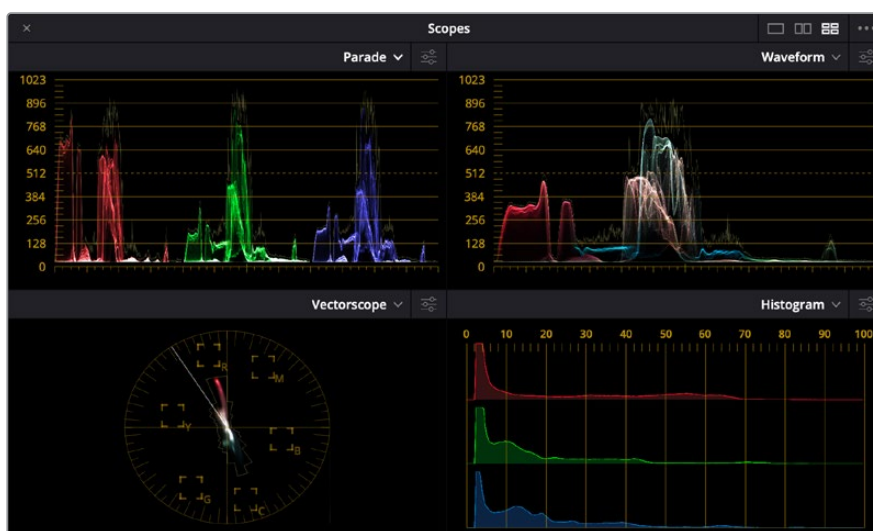 × Scopes •••
Parade Waveform
1023
896
768
640
512
384
256
128
0
1023
896
768
640
512
384
256
128
0
Vectorscope Histogram
R
M
Y
B
G
C
0 10 20 30 40 50 60 70 80 90 100